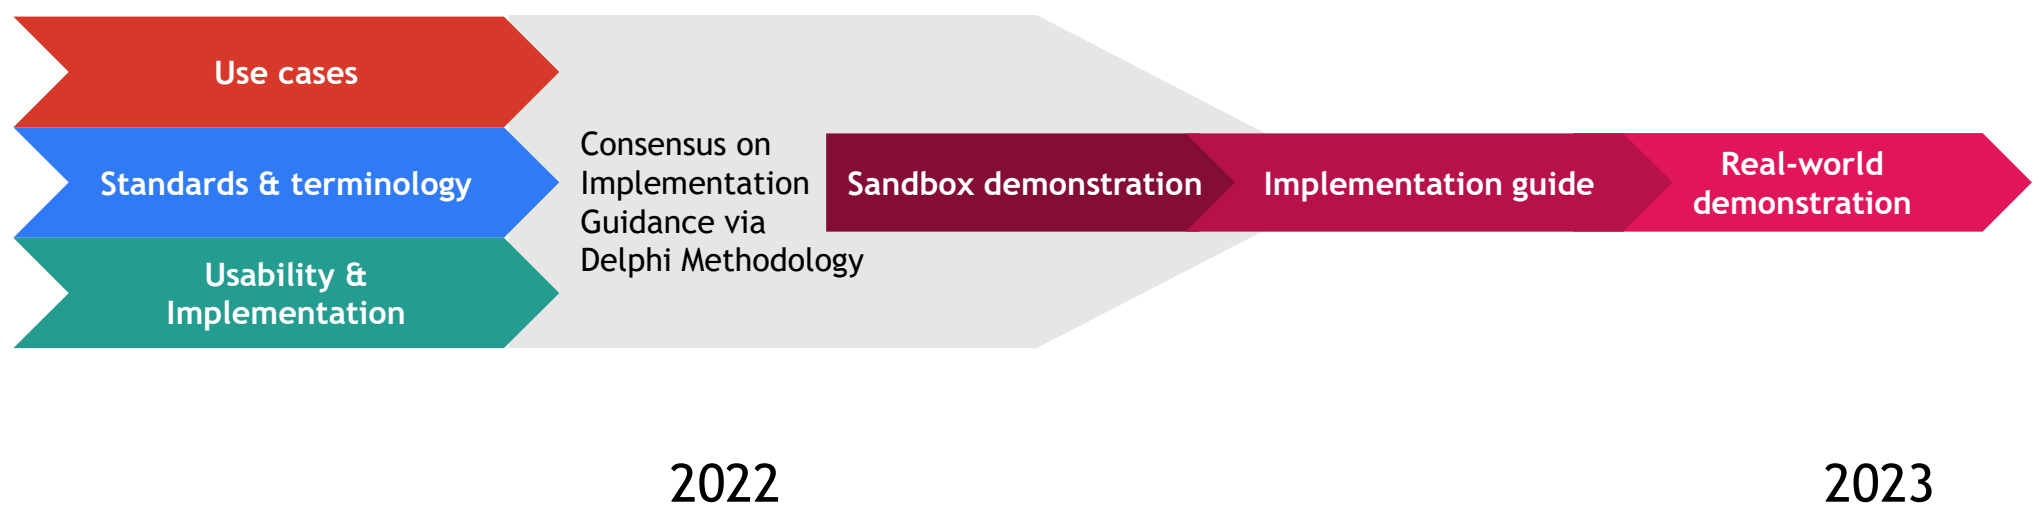 Use cases
Standards & terminology
Usability &
Implementation
Consensus on
Implementation
Guidance via
Delphi Methodology
Sandbox demonstration
Implementation guide
Real-world
demonstration
2022
2023